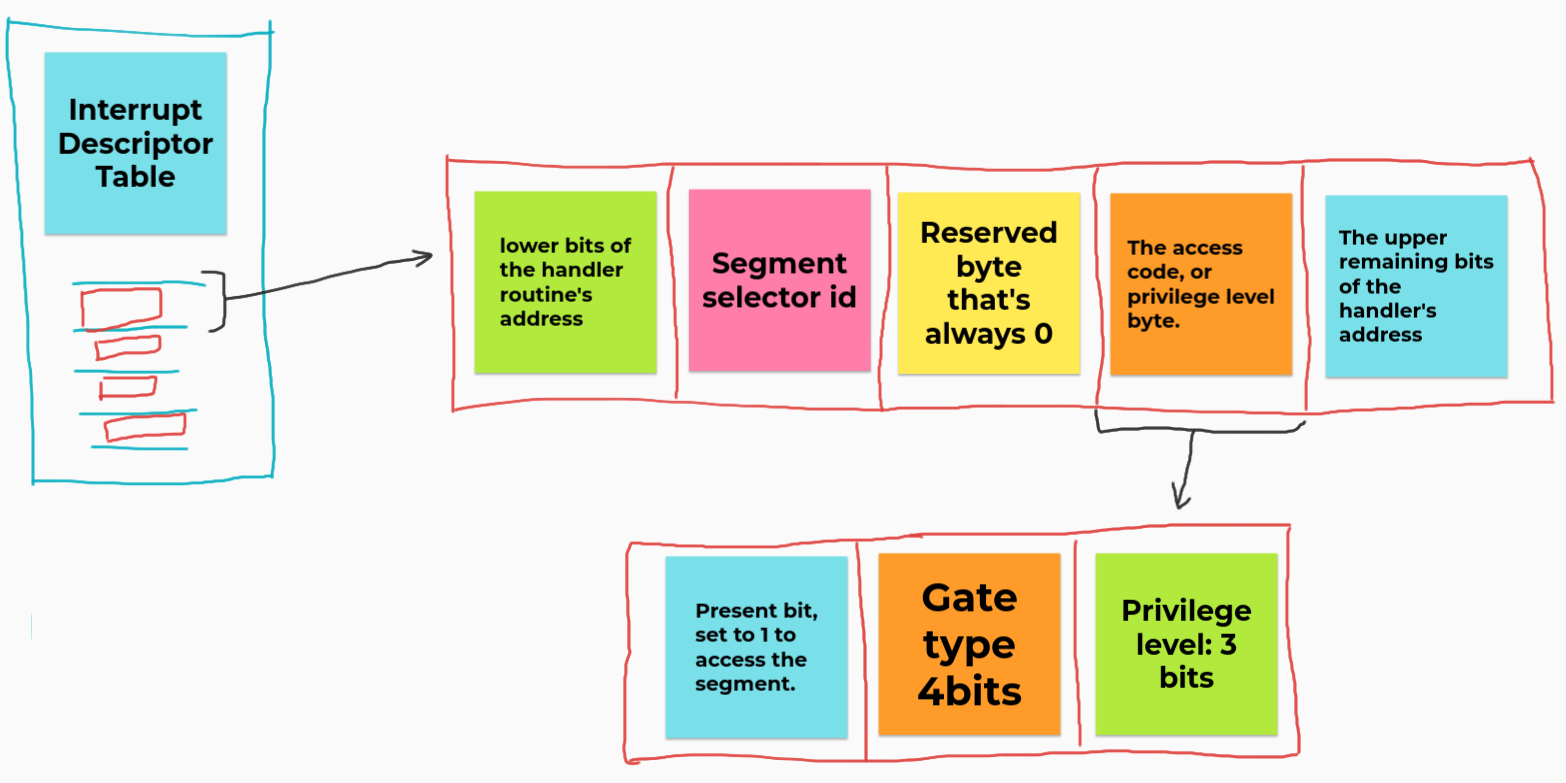 Interrupt
Descriptor
Table
lower bits of
the handler
routine's
address
Segment
selector id
Reserved
byte
that's
always 0
The access
code, or
privilege level
byte.
The upper
remaining bits
of the
handler's
address
Present bit,
set to 1 to
access the
segment.
Gate
type
4bits
Privilege
level: 3
bits